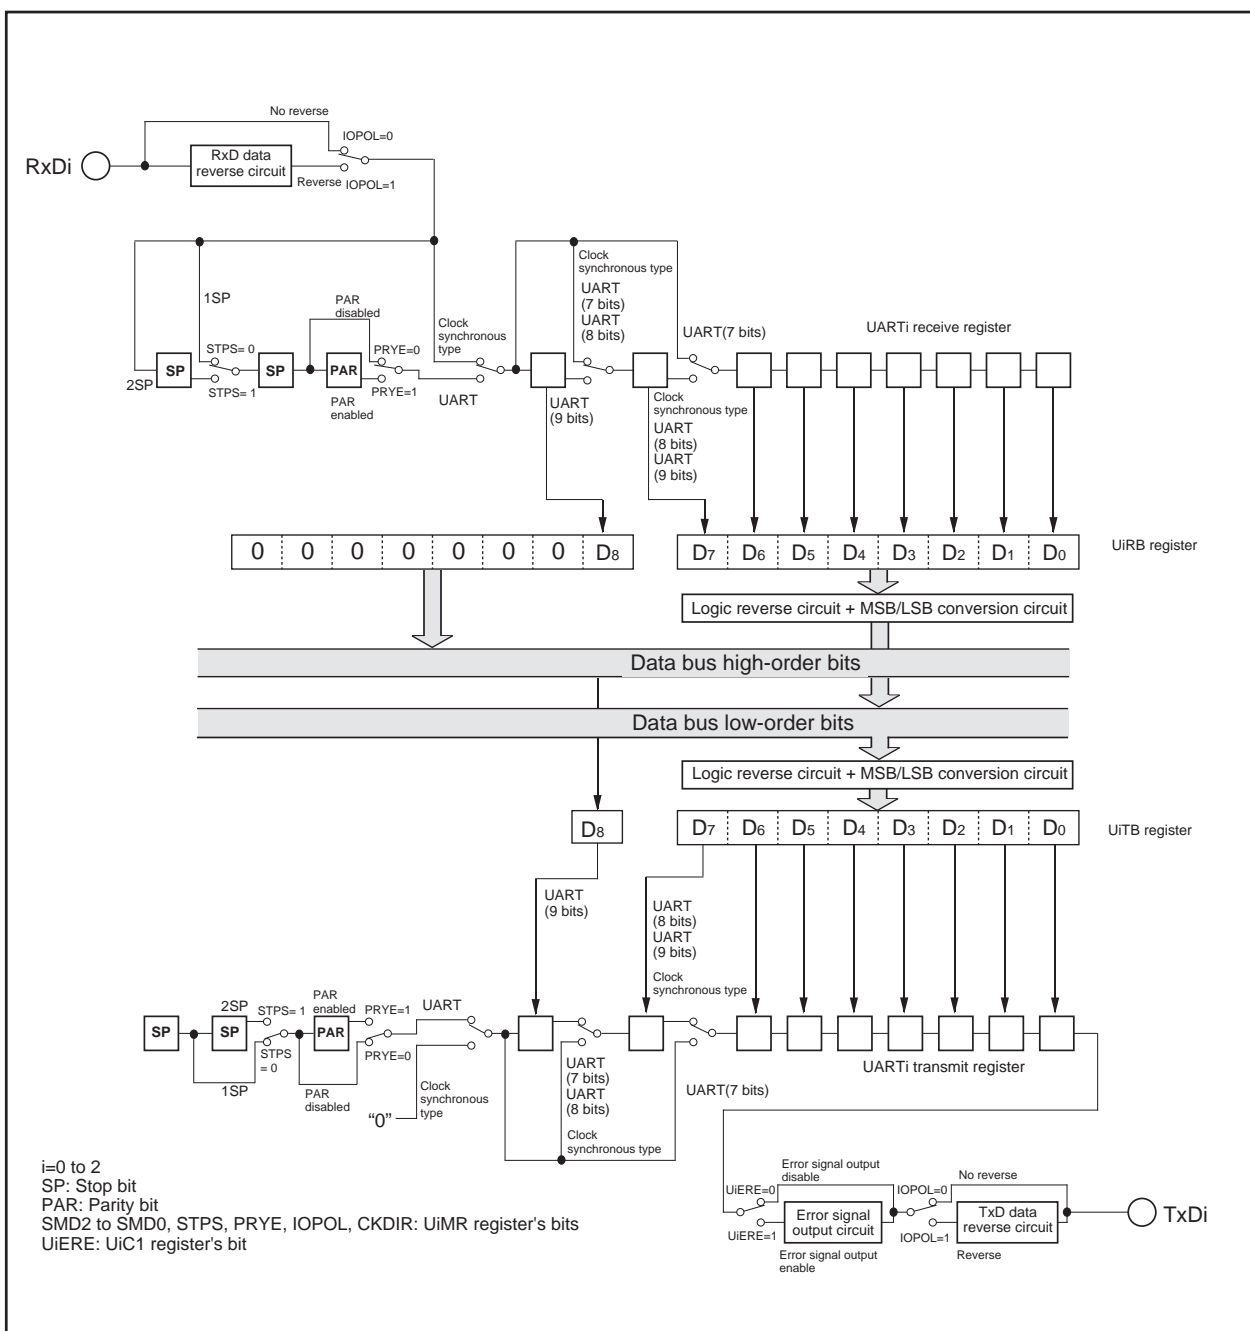 No reverse
IOPOL=0
RxDi
RxD data
reverse circuit
Reverse
IOPOL=1
Clock
synchronous type
UART
(7 bits)
UART
(8 bits)
1SP
PAR
disabled
Clock
synchronous
type
UART(7 bits)
UARTi receive register
STPS= 0
PRYE=0
SP
SP
PAR
2SP
STPS= 1
PAR
enabled
PRYE=1
UART
UART
(9 bits)
Clock
synchronous type
UART
(8 bits)
UART
(9 bits)
0 0 0 0 0 0 0 D8
D7 D6 D5 D4 D3 D2 D1 D0
UiRB register
Logic reverse circuit + MSB/LSB conversion circuit
Data bus high-order bits
Data bus low-order bits
Logic reverse circuit + MSB/LSB conversion circuit
D8
D7 D6 D5 D4 D3 D2 D1 D0
UiTB register
UART
(9 bits)
UART
(8 bits)
UART
(9 bits)
Clock
synchronous type
2SP
STPS= 1
PAR
enabled
PRYE=1
UART
SP
SP
PAR
STPS
= 0
PRYE=0
1SP
PAR
disabled
“0”
Clock
synchronous
type
UART
(7 bits)
UART
(8 bits)
Clock
synchronous type
UART(7 bits)
UARTi transmit register
i=0 to 2
SP: Stop bit
PAR: Parity bit
SMD2 to SMD0, STPS, PRYE, IOPOL, CKDIR: UiMR register's bits
UiERE: UiC1 register's bit
Error signal output
disable
UiERE=0
IOPOL=0
No reverse
Error signal
output circuit
TxD data
reverse circuit
TxDi
UiERE=1
IOPOL=1
Error signal output
enable
Reverse